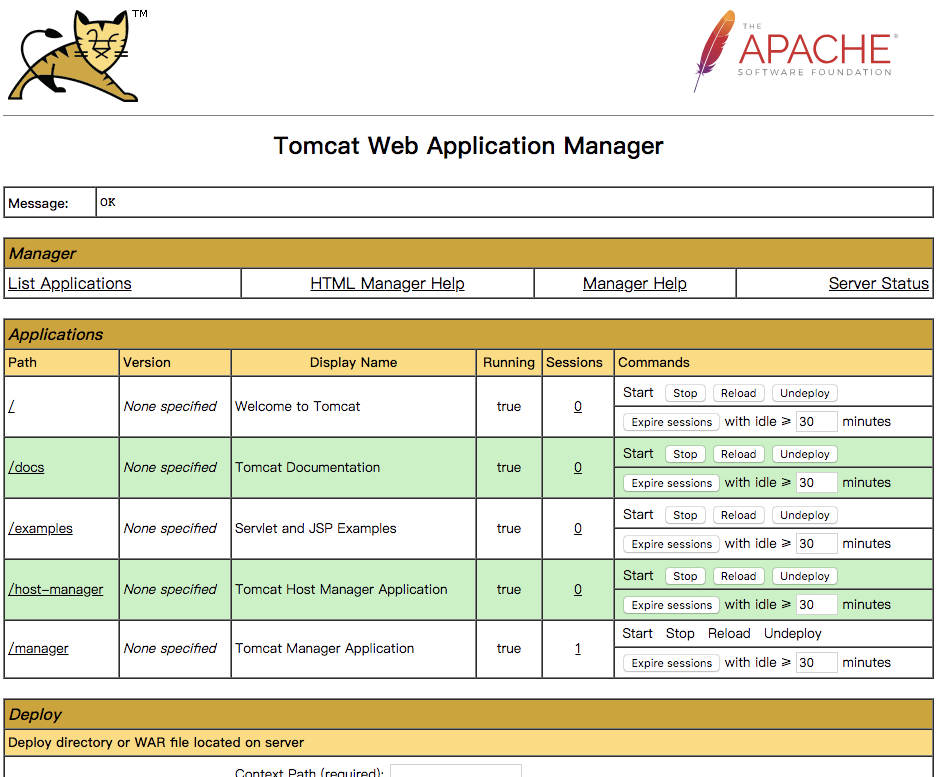 TM
THE
APACHE®
SOFTWARE FOUNDATION
Tomcat Web Application Manager
Message: OK
Manager
List Applications HTML Manager Help Manager Help Server Status
Applications
Path Version Display Name Running Sessions Commands
/ None specified Welcome to Tomcat true 0 Start Stop Reload Undeploy
Expire sessions with idle ≥ 30 minutes
/docs None specified Tomcat Documentation true 0 Start Stop Reload Undeploy
Expire sessions with idle ≥ 30 minutes
/examples None specified Servlet and JSP Examples true 0 Start Stop Reload Undeploy
Expire sessions with idle ≥ 30 minutes
/host-manager None specified Tomcat Host Manager Application true 0 Start Stop Reload Undeploy
Expire sessions with idle ≥ 30 minutes
/manager None specified Tomcat Manager Application true 1 Start Stop Reload Undeploy
Expire sessions with idle ≥ 30 minutes
Deploy
Deploy directory or WAR file located on server
Context Path (required):